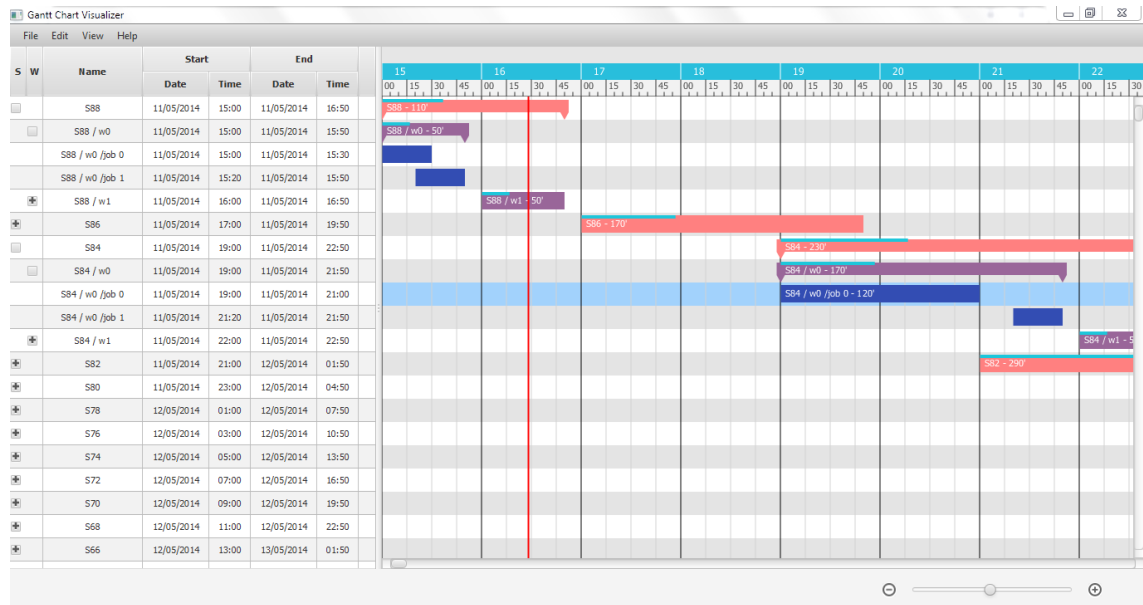 Gantt Chart Visualizer
File Edit View Help
S W Name Start End
Date Time Date Time
15 16 17 18 19 20 21 22
00 15 30 45 00 15 30 45 00 15 30 45 00 15 30 45 00 15 30 45 00 15 30 45 00 15 30 45 00 15 30
S88 11/05/2014 15:00 11/05/2014 16:50 S88 - 110'
S88 / w0 11/05/2014 15:00 11/05/2014 15:50 S88 / w0 - 50'
S88 / w0 /job 0 11/05/2014 15:00 11/05/2014 15:30
S88 / w0 /job 1 11/05/2014 15:20 11/05/2014 15:50
S88 / w1 11/05/2014 16:00 11/05/2014 16:50 S88 / w1 - 50'
S86 11/05/2014 17:00 11/05/2014 19:50 S86 - 170'
S84 11/05/2014 19:00 11/05/2014 22:50 S84 - 230'
S84 / w0 11/05/2014 19:00 11/05/2014 21:50 S84 / w0 - 170'
S84 / w0 /job 0 11/05/2014 19:00 11/05/2014 21:00 S84 / w0 /job 0 - 120'
S84 / w0 /job 1 11/05/2014 21:20 11/05/2014 21:50
S84 / w1 11/05/2014 22:00 11/05/2014 22:50 S84 / w1 - 5
S82 11/05/2014 21:00 12/05/2014 01:50 S82 - 290'
S80 11/05/2014 23:00 12/05/2014 04:50
S78 12/05/2014 01:00 12/05/2014 07:50
S76 12/05/2014 03:00 12/05/2014 10:50
S74 12/05/2014 05:00 12/05/2014 13:50
S72 12/05/2014 07:00 12/05/2014 16:50
S70 12/05/2014 09:00 12/05/2014 19:50
S68 12/05/2014 11:00 12/05/2014 22:50
S66 12/05/2014 13:00 13/05/2014 01:50